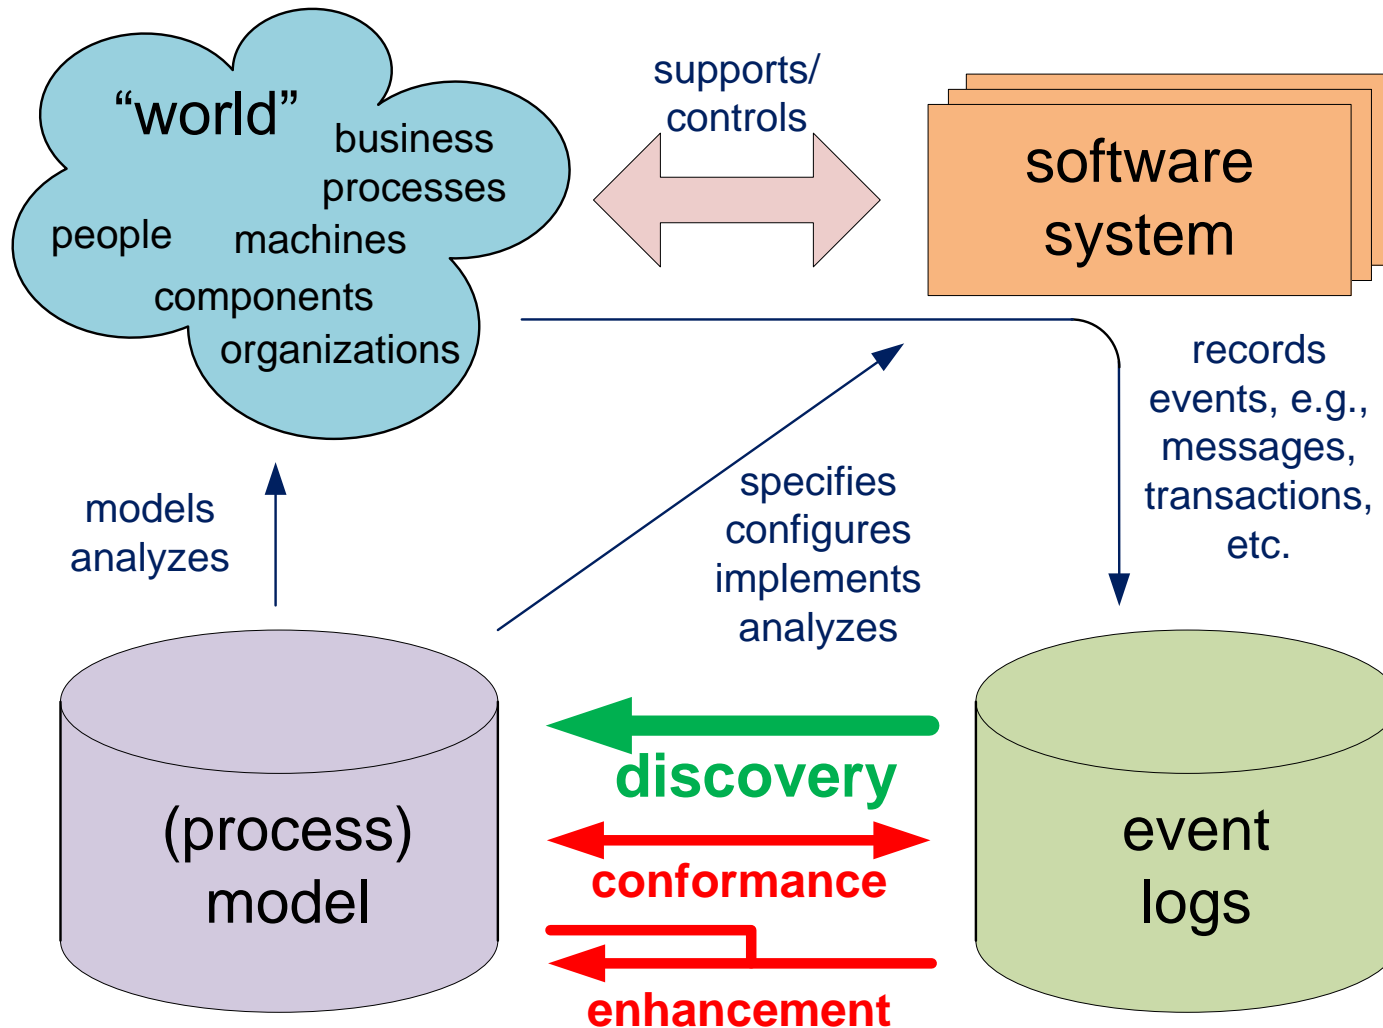 “world”
business
processes
people
machines
components
organizations
supports/
controls
software
system
records
events, e.g.,
messages,
transactions,
etc.
models
analyzes
specifies
configures
implements
analyzes
(process)
model
discovery
conformance
enhancement
event
logs